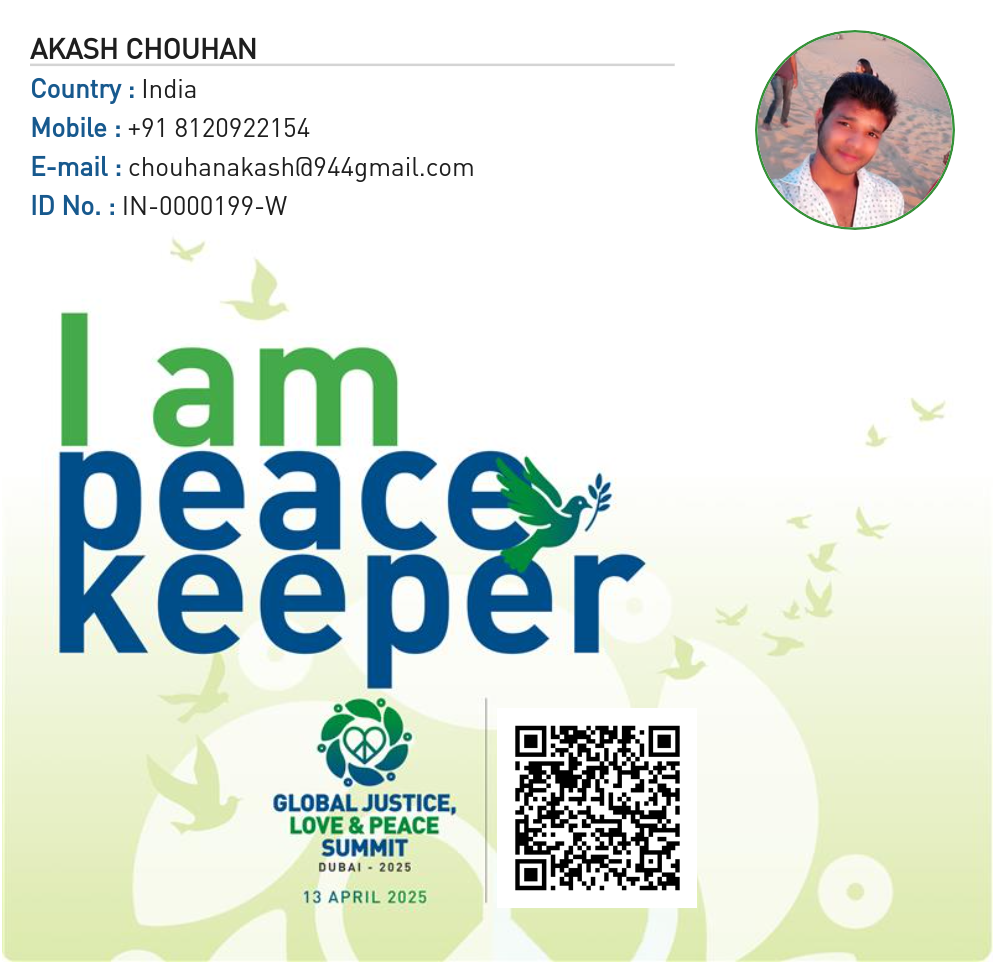 AKASH CHOUHAN
Country : India
Mobile : +91 8120922154
E-mail : chouhanakash@944gmail.com
ID No. : IN-0000199-W
I am
peace
keeper
GLOBAL JUSTICE,
LOVE & PEACE
SUMMIT
DUBAI - 2025
13 APRIL 2025